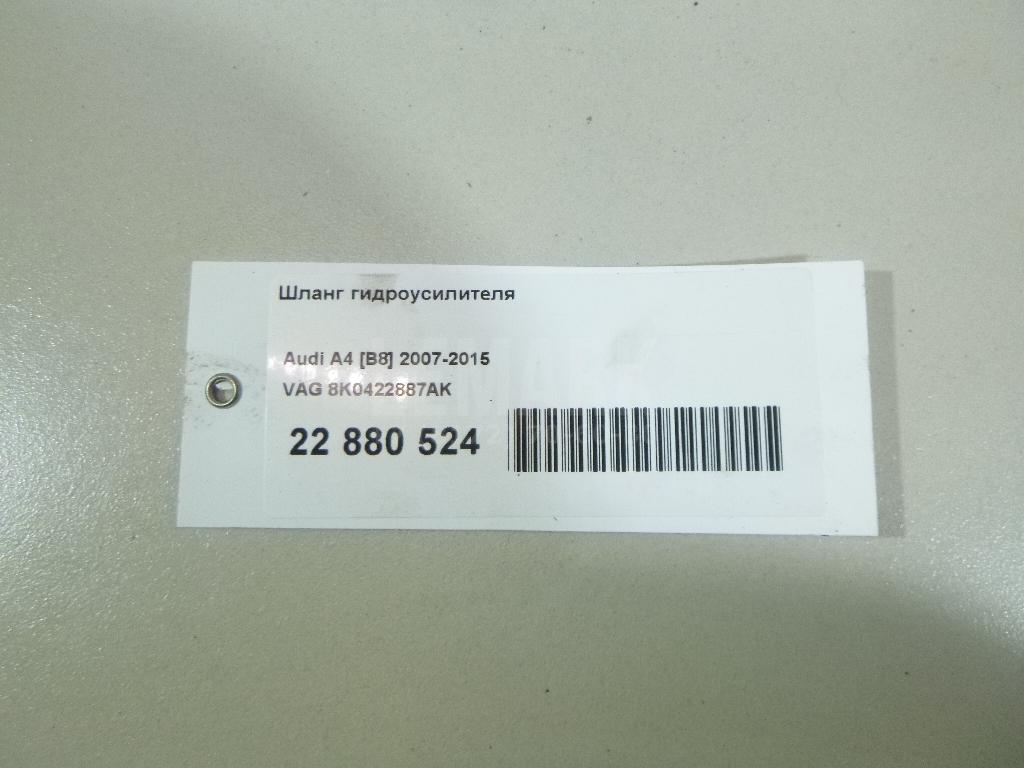 Шланг гидроусилителя
Audi A4 [B8] 2007-2015
VAG 8K0422887AK
22 880 524